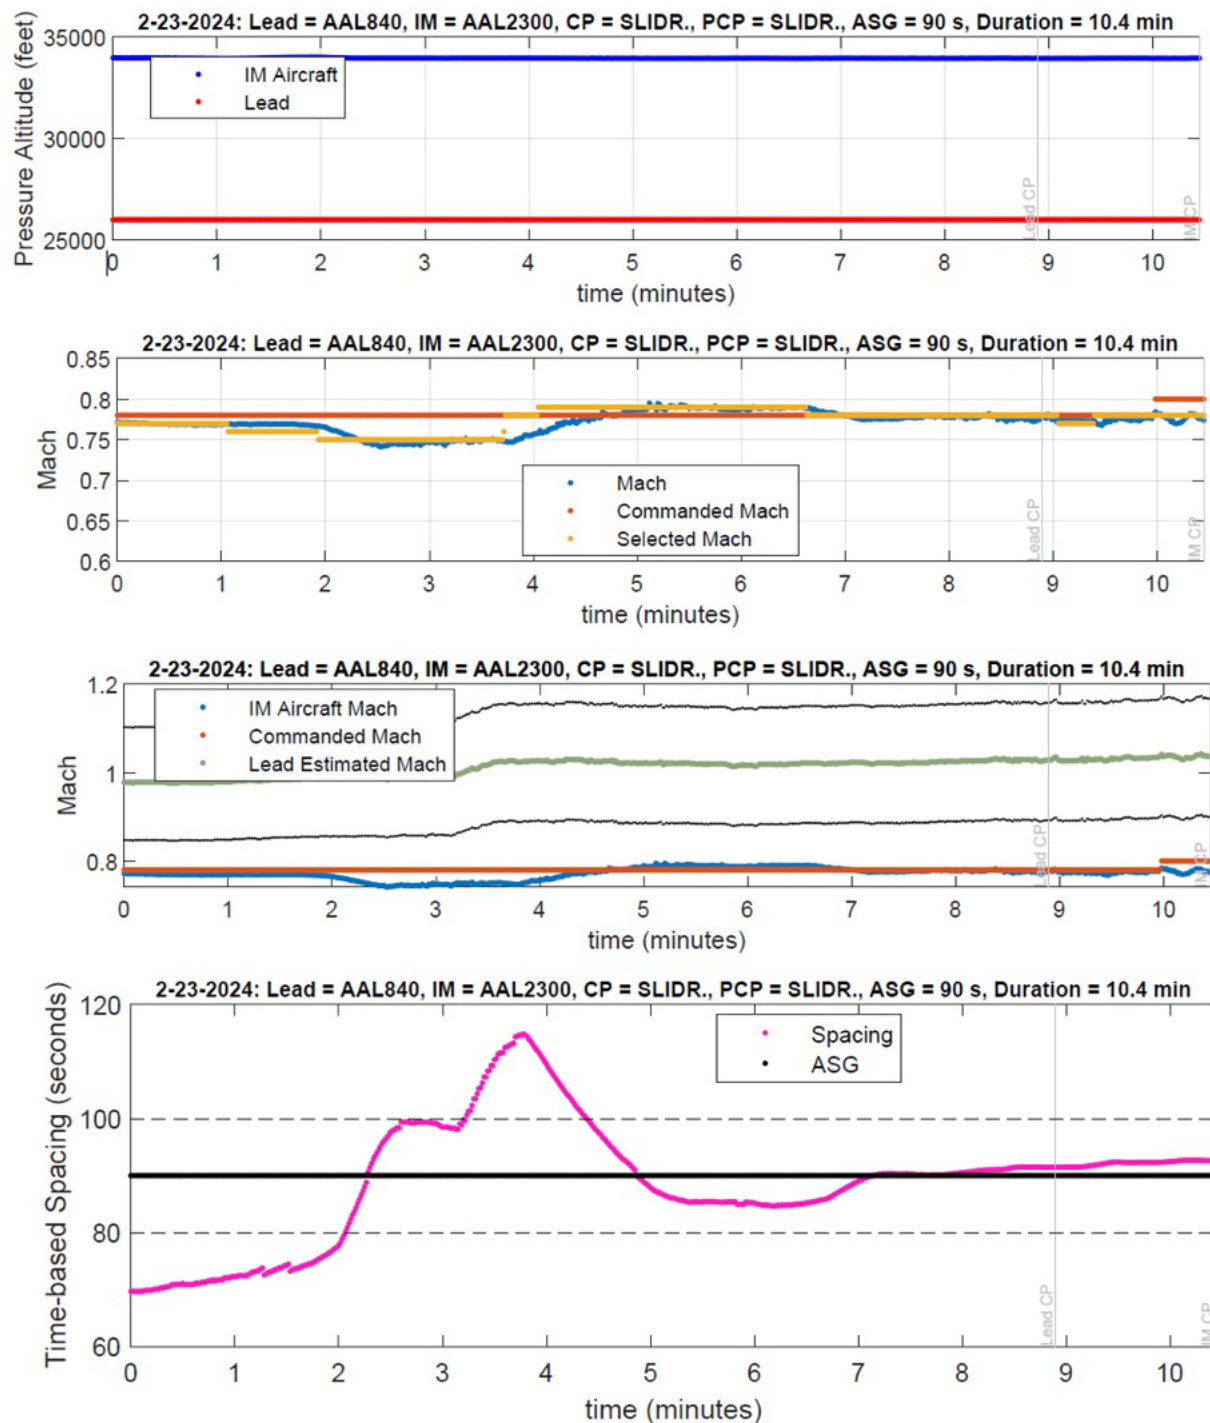 2-23-2024: Lead = AAL840, IM = AAL2300, CP = SLIDR., PCP = SLIDR., ASG = 90 s, Duration = 10.4 min
35000
30000
25000
Pressure Altitude (feet)
IM Aircraft
Lead
Lead CP
IM CP
0 1 2 3 4 5 6 7 8 9 10
time (minutes)
2-23-2024: Lead = AAL840, IM = AAL2300, CP = SLIDR., PCP = SLIDR., ASG = 90 s, Duration = 10.4 min
0.85
0.8
0.75
0.7
0.65
0.6
Mach
Mach
Commanded Mach
Selected Mach
Lead CP
IM CP
0 1 2 3 4 5 6 7 8 9 10
time (minutes)
2-23-2024: Lead = AAL840, IM = AAL2300, CP = SLIDR., PCP = SLIDR., ASG = 90 s, Duration = 10.4 min
1.2
1
0.8
Mach
IM Aircraft Mach
Commanded Mach
Lead Estimated Mach
Lead CP
IM CP
0 1 2 3 4 5 6 7 8 9 10
time (minutes)
2-23-2024: Lead = AAL840, IM = AAL2300, CP = SLIDR., PCP = SLIDR., ASG = 90 s, Duration = 10.4 min
120
100
80
60
Time-based Spacing (seconds)
Spacing
ASG
Lead CP
IM CP
0 1 2 3 4 5 6 7 8 9 10
time (minutes)